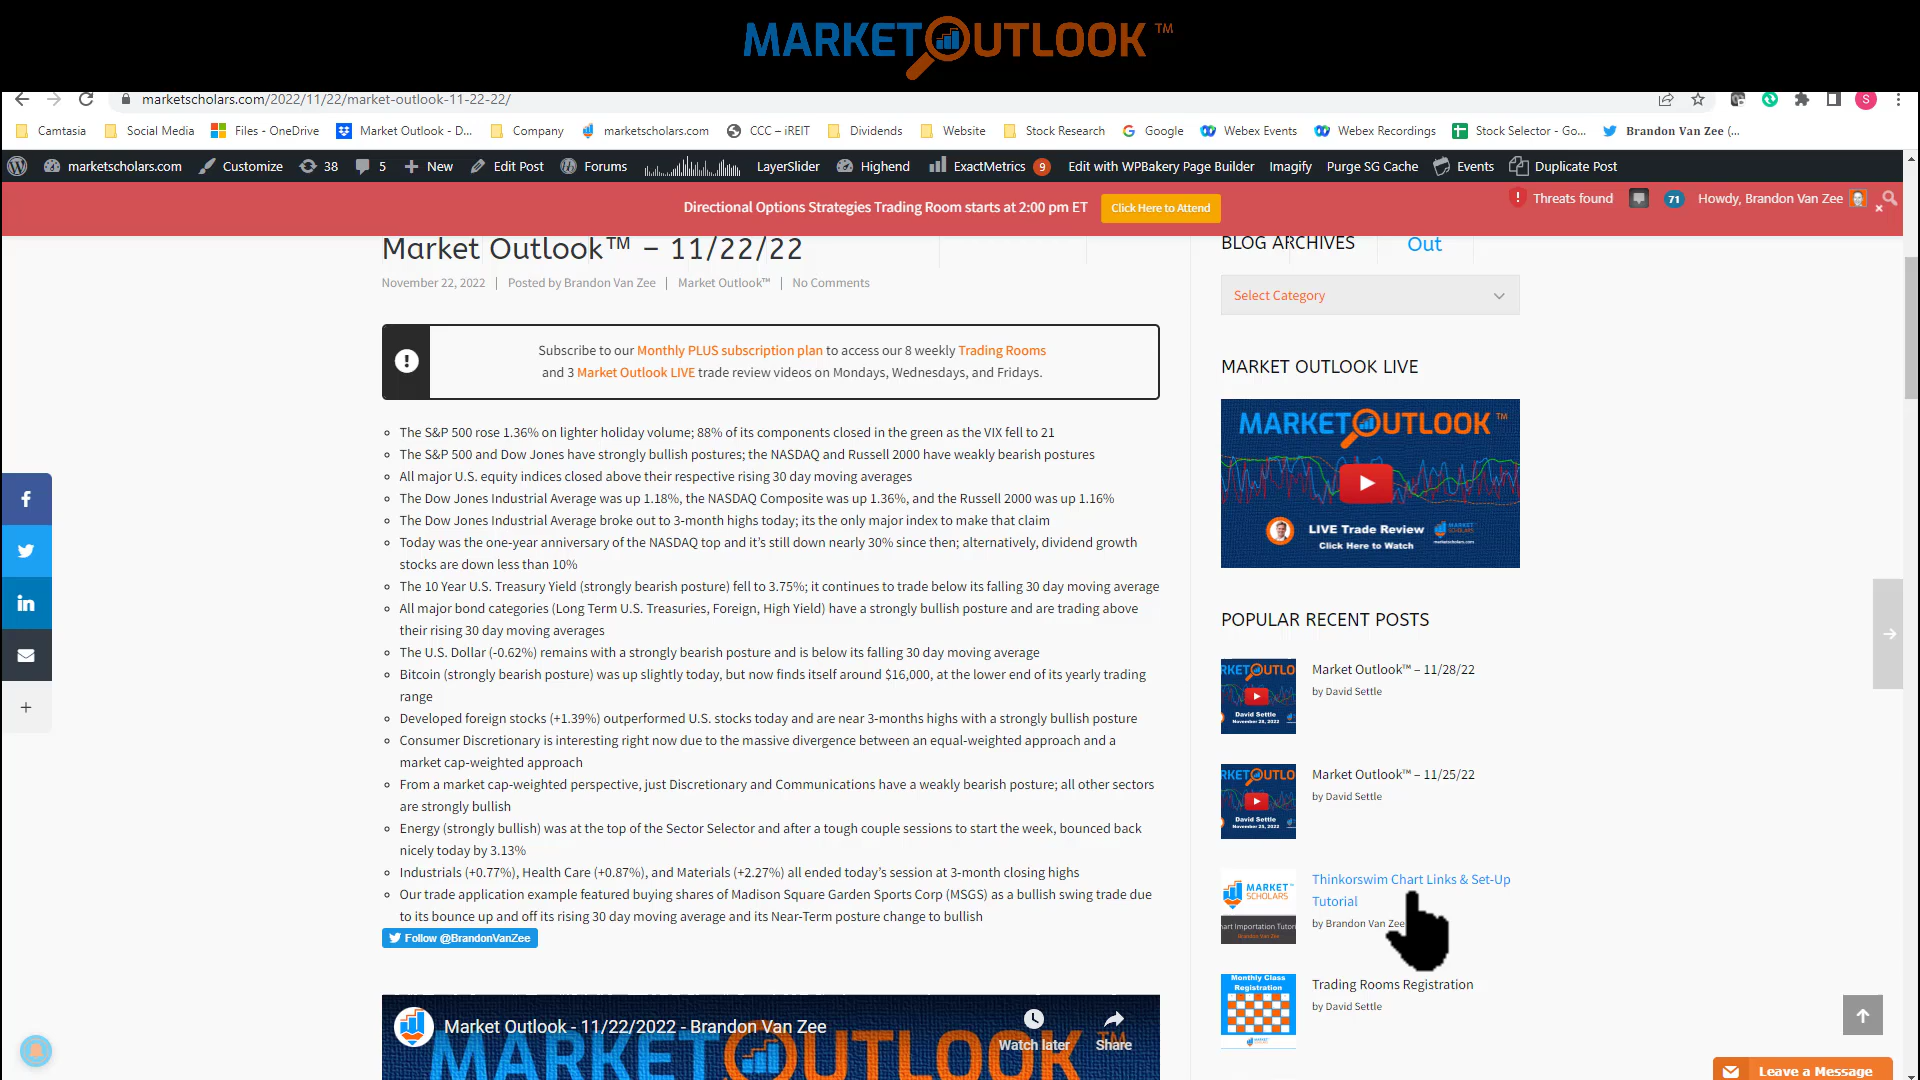 MARKETOUTLOOK™
marketscholars.com/2022/11/22/market-outlook-11-22-22/
S
Camtasia Social Media Files - OneDrive Market Outlook - D... Company marketscholars.com CCC – iREIT Dividends Website Stock Research Google Webex Events Webex Recordings Stock Selector - Go... Brandon Van Zee (...
marketscholars.com Customize 38 5 New Edit Post Forums LayerSlider Highend ExactMetrics 9 Edit with WPBakery Page Builder Imagify Purge SG Cache Events Duplicate Post
Directional Options Strategies Trading Room starts at 2:00 pm ET Click Here to Attend
Threats found 71 Howdy, Brandon Van Zee
Market Outlook™ – 11/22/22
November 22, 2022 | Posted by Brandon Van Zee | Market Outlook™ | No Comments
Subscribe to our Monthly PLUS subscription plan to access our 8 weekly Trading Rooms
and 3 Market Outlook LIVE trade review videos on Mondays, Wednesdays, and Fridays.
The S&P 500 rose 1.36% on lighter holiday volume; 88% of its components closed in the green as the VIX fell to 21
The S&P 500 and Dow Jones have strongly bullish postures; the NASDAQ and Russell 2000 have weakly bearish postures
All major U.S. equity indices closed above their respective rising 30 day moving averages
The Dow Jones Industrial Average was up 1.18%, the NASDAQ Composite was up 1.36%, and the Russell 2000 was up 1.16%
The Dow Jones Industrial Average broke out to 3-month highs today; its the only major index to make that claim
Today was the one-year anniversary of the NASDAQ top and it's still down nearly 30% since then; alternatively, dividend growth
stocks are down less than 10%
The 10 Year U.S. Treasury Yield (strongly bearish posture) fell to 3.75%; it continues to trade below its falling 30 day moving average
All major bond categories (Long Term U.S. Treasuries, Foreign, High Yield) have a strongly bullish posture and are trading above
their rising 30 day moving averages
The U.S. Dollar (-0.62%) remains with a strongly bearish posture and is below its falling 30 day moving average
Bitcoin (strongly bearish posture) was up slightly today, but now finds itself around $16,000, at the lower end of its yearly trading
range
Developed foreign stocks (+1.39%) outperformed U.S. stocks today and are near 3-months highs with a strongly bullish posture
Consumer Discretionary is interesting right now due to the massive divergence between an equal-weighted approach and a
market cap-weighted approach
From a market cap-weighted perspective, just Discretionary and Communications have a weakly bearish posture; all other sectors
are strongly bullish
Energy (strongly bullish) was at the top of the Sector Selector and after a tough couple sessions to start the week, bounced back
nicely today by 3.13%
Industrials (+0.77%), Health Care (+0.87%), and Materials (+2.27%) all ended today's session at 3-month closing highs
Our trade application example featured buying shares of Madison Square Garden Sports Corp (MSGS) as a bullish swing trade due
to its bounce up and off its rising 30 day moving average and its Near-Term posture change to bullish
Follow @BrandonVanZee
Market Outlook - 11/22/2022 - Brandon Van Zee
Watch later Share
MARKETOUTLOOK™
BLOG ARCHIVES Out
Select Category
MARKET OUTLOOK LIVE
MARKETOUTLOOK™
LIVE Trade Review
Click Here to Watch
MARKET
SCHOLARS
marketscholars.com
POPULAR RECENT POSTS
RKETOUTLO
David Settle
November 28, 2022
Market Outlook™ – 11/28/22
by David Settle
RKETOUTLO
David Settle
November 25, 2022
Market Outlook™ – 11/25/22
by David Settle
MARKET
SCHOLARS
art Importation Tutor
Brandon Van Zee
Thinkorswim Chart Links & Set-Up
Tutorial
by Brandon Van Zee
Monthly Class
Registration
Trading Rooms Registration
by David Settle
Leave a Message